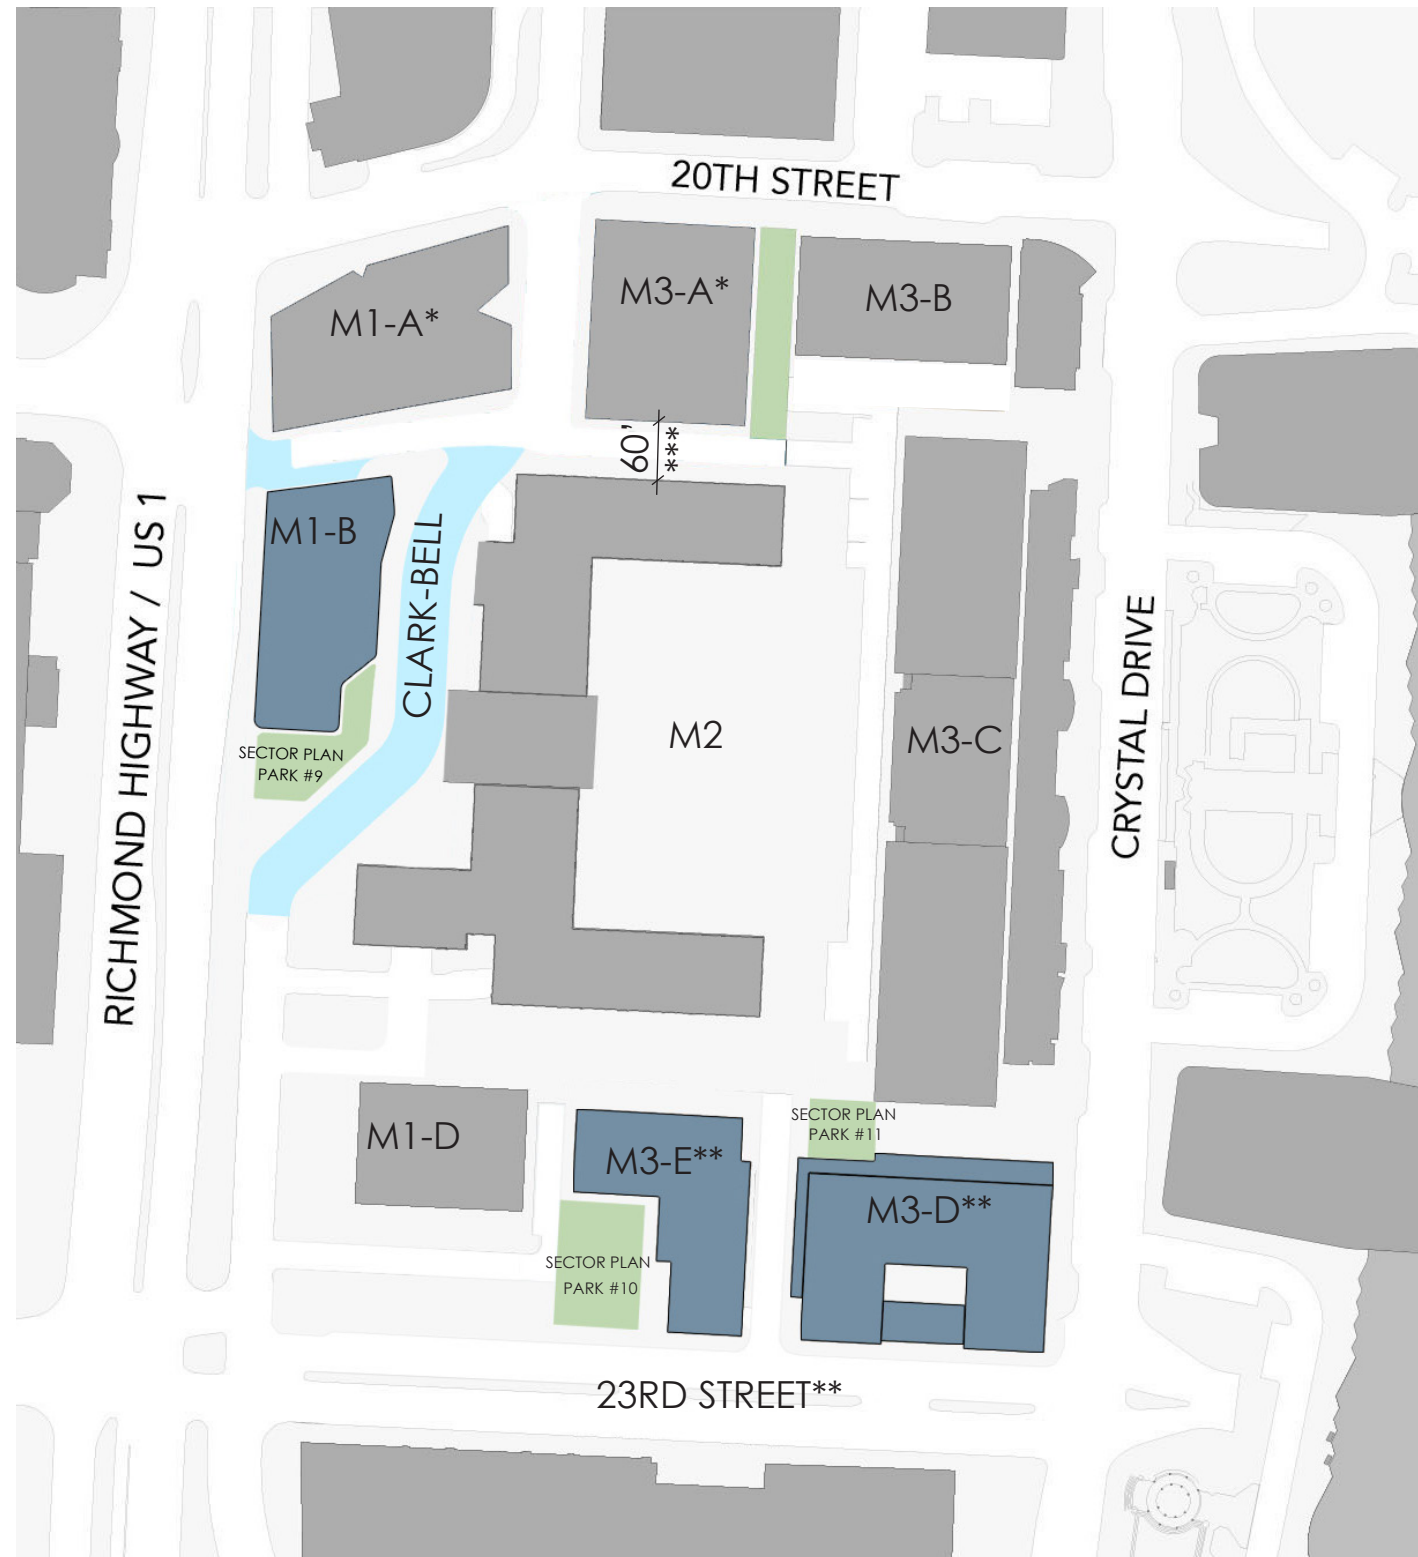 20TH STREET
M1-A*
M3-A*
M3-B
60'
***
M1-B
CLARK-BELL
RICHMOND HIGHWAY / US 1
CRYSTAL DRIVE
M2
M3-C
SECTOR PLAN
PARK #9
M1-D
M3-E**
SECTOR PLAN
PARK #11
M3-D**
SECTOR PLAN
PARK #10
23RD STREET**